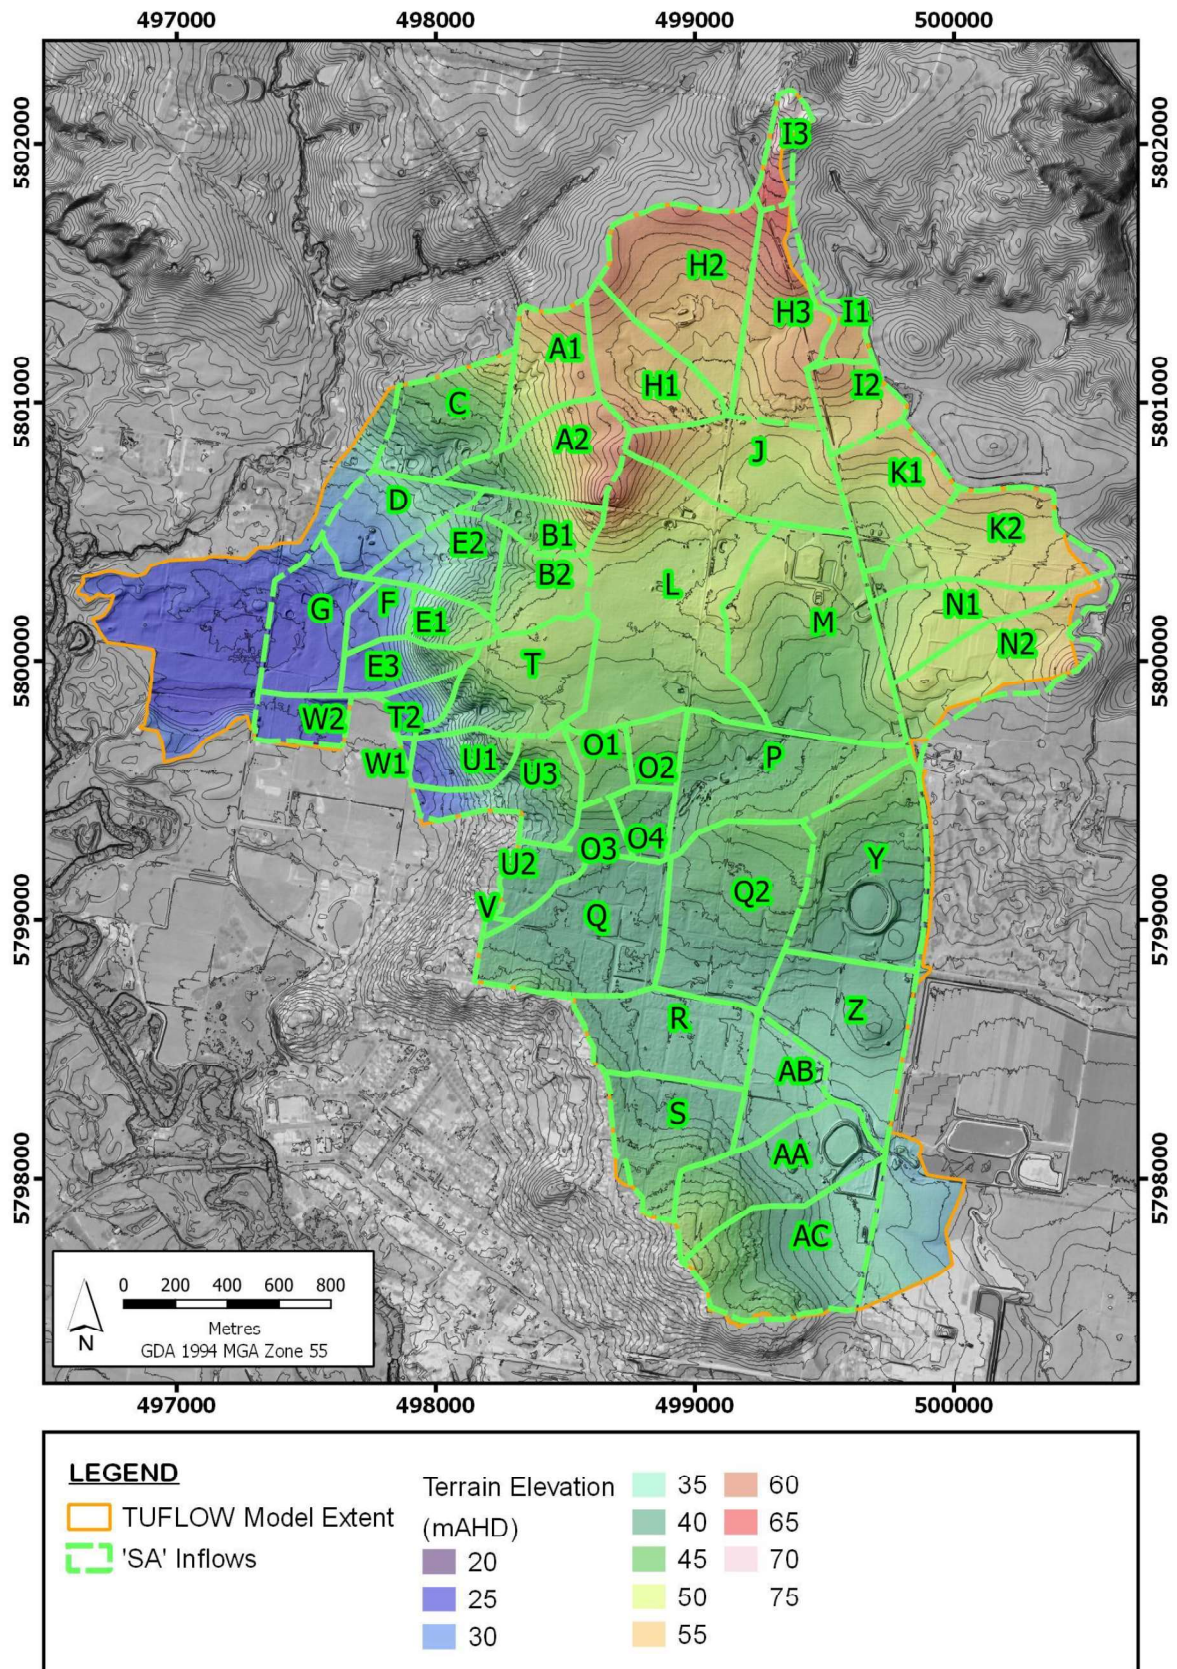 497000 498000 499000 500000
5802000 5802000
I3
H2
H3 I1
A1
H1 I2
C
A2 J
K1
D
K2
E2 B1
B2 L
G F N1
E1 M
N2
E3 T
W2 T2
O1
W1 U1 U3 O2 P
O3 O4
U2 Y
Q2
V Q
R Z
AB
S
AA
AC
5801000 5801000
5800000 5800000
5799000 5799000
5798000 5798000
0 200 400 600 800
Metres
GDA 1994 MGA Zone 55
N
497000 498000 499000 500000
LEGEND
TUFLOW Model Extent
'SA' Inflows
Terrain Elevation
(mAHD)
20
25
30
35
40
45
50
55
60
65
70
75